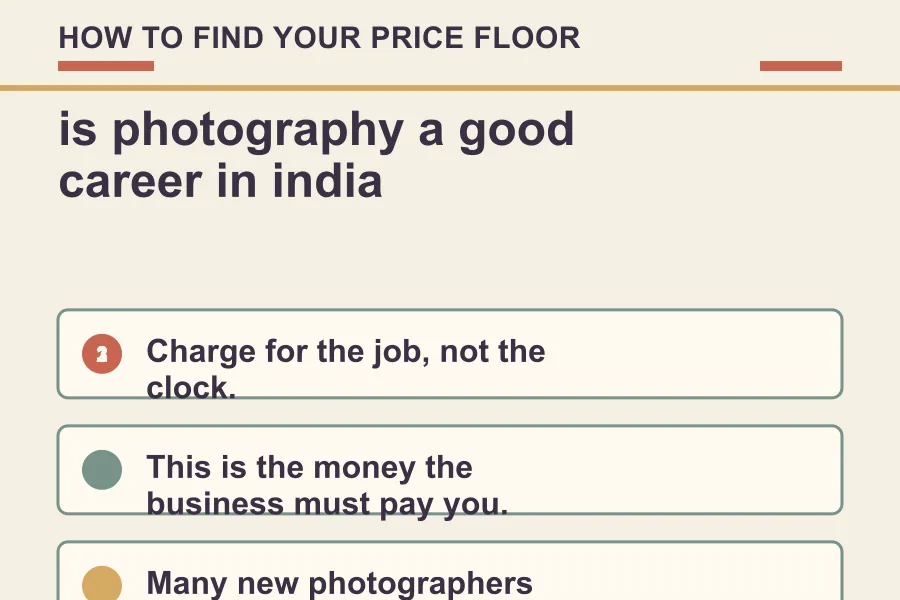 HOW TO FIND YOUR PRICE FLOOR
is photography a good
career in india
Charge for the job, not the
clock.
This is the money the
business must pay you.
Many new photographers